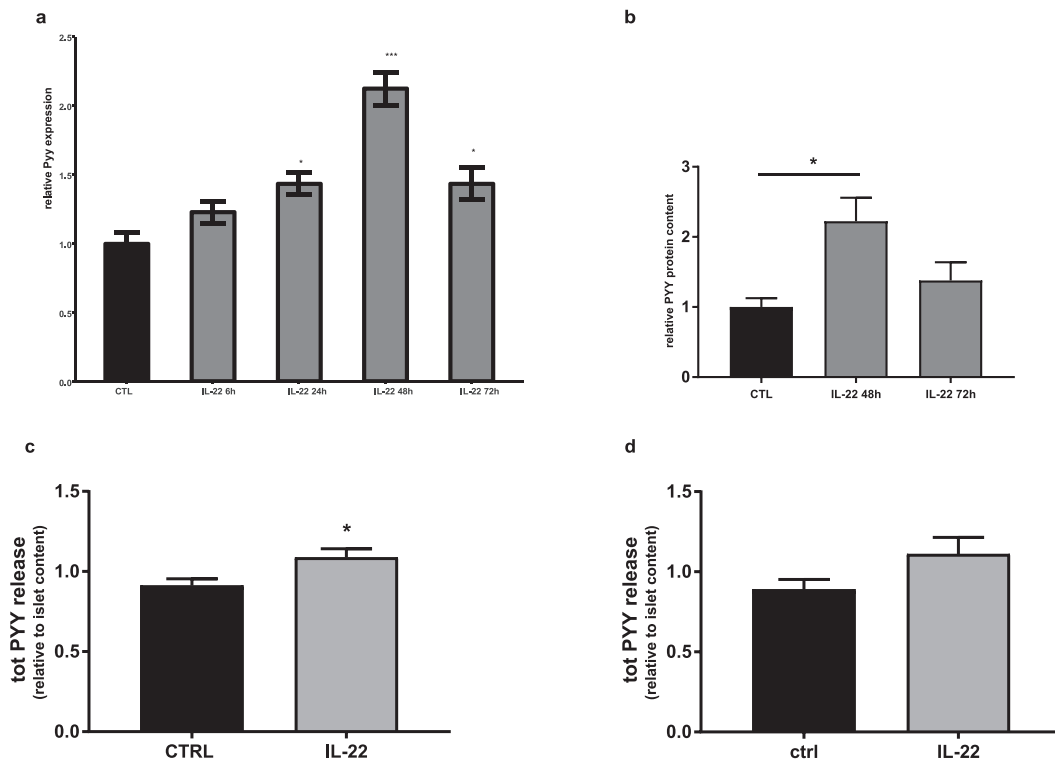 a
relative Pyy expression
2.5
2.0
1.5
1.0
0.5
0.0
***
*
*
CTL
IL-22 6h
IL-22 24h
IL-22 48h
IL-22 72h
b
relative PYY protein content
3
2
1
0
*
CTL
IL-22 48h
IL-22 72h
c
tot PYY release
(relative to islet content)
1.5
1.0
0.5
0.0
*
CTRL
IL-22
d
tot PYY release
(relative to islet content)
1.5
1.0
0.5
0.0
ctrl
IL-22